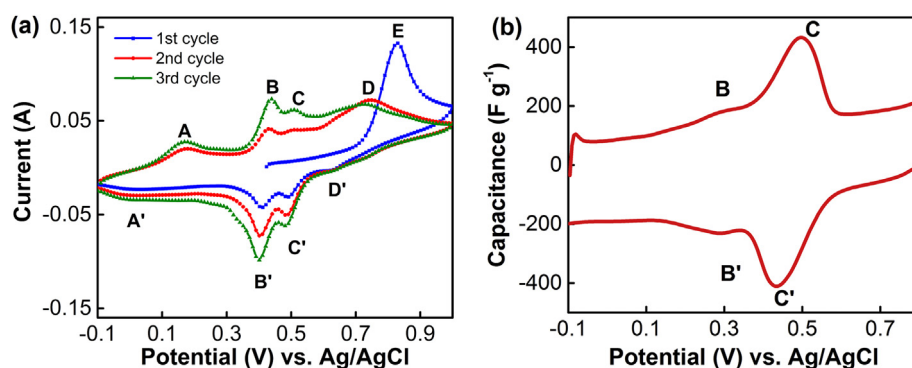 (a)
0.15
0.05
-0.05
-0.15
Current (A)
1st cycle
2nd cycle
3rd cycle
A
B
C
D
E
A'
B'
C'
D'
-0.1 0.1 0.3 0.5 0.7 0.9
Potential (V) vs. Ag/AgCl
(b)
400
200
0
-200
-400
Capacitance (F g⁻¹)
B
C
B'
C'
-0.1 0.1 0.3 0.5 0.7
Potential (V) vs. Ag/AgCl